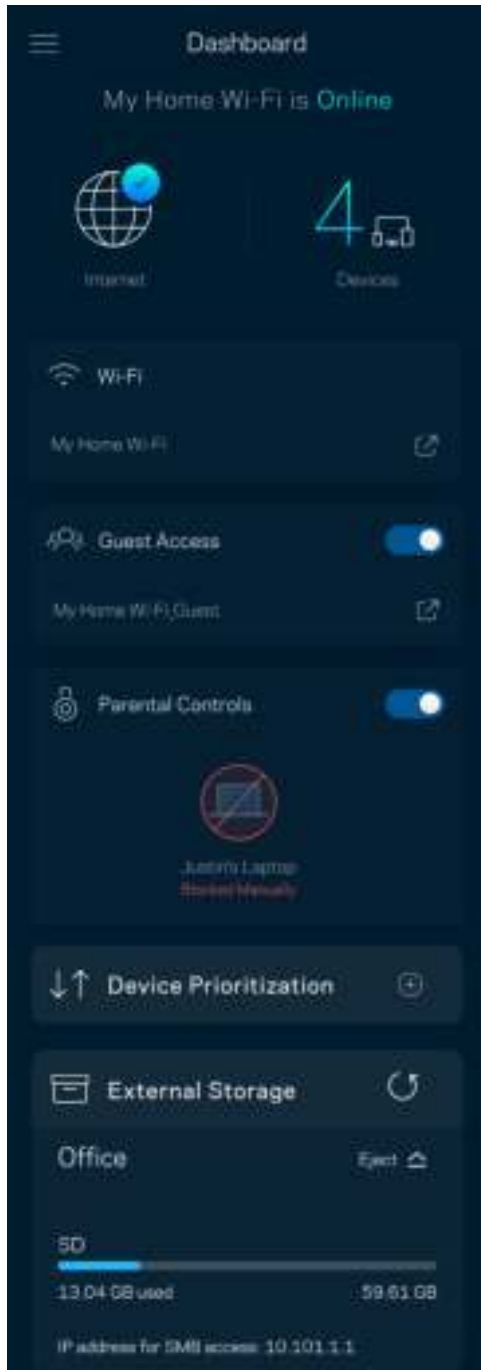 Dashboard
My Home Wi-Fi is Online
4
Internet
Devices
Wi-Fi
My Home Wi-Fi
Guest Access
My Home Wi-Fi_Guest
Parental Controls
Justin's Laptop
Blocked Manually
Device Prioritization
External Storage
Office
Eject
SD
13.04 GB used
59.61 GB
IP address for SMB access: 10.101.1.1